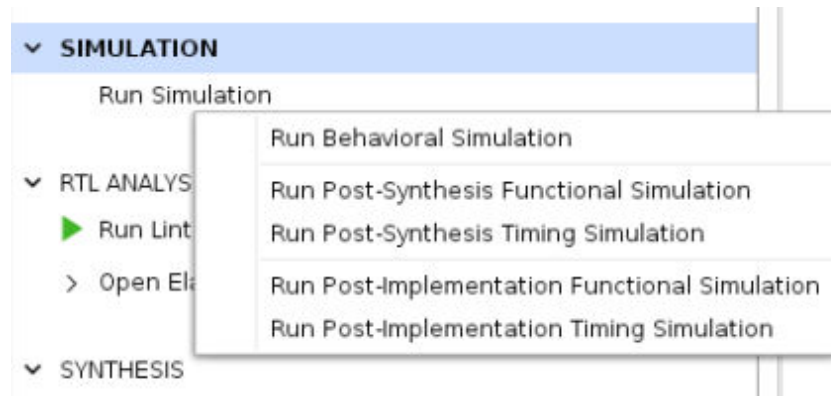 SIMULATION
Run Simulation
Run Behavioral Simulation
RTL ANALYS
Run Post-Synthesis Functional Simulation
Run Lint
Run Post-Synthesis Timing Simulation
Open Ela
Run Post-Implementation Functional Simulation
Run Post-Implementation Timing Simulation
SYNTHESIS